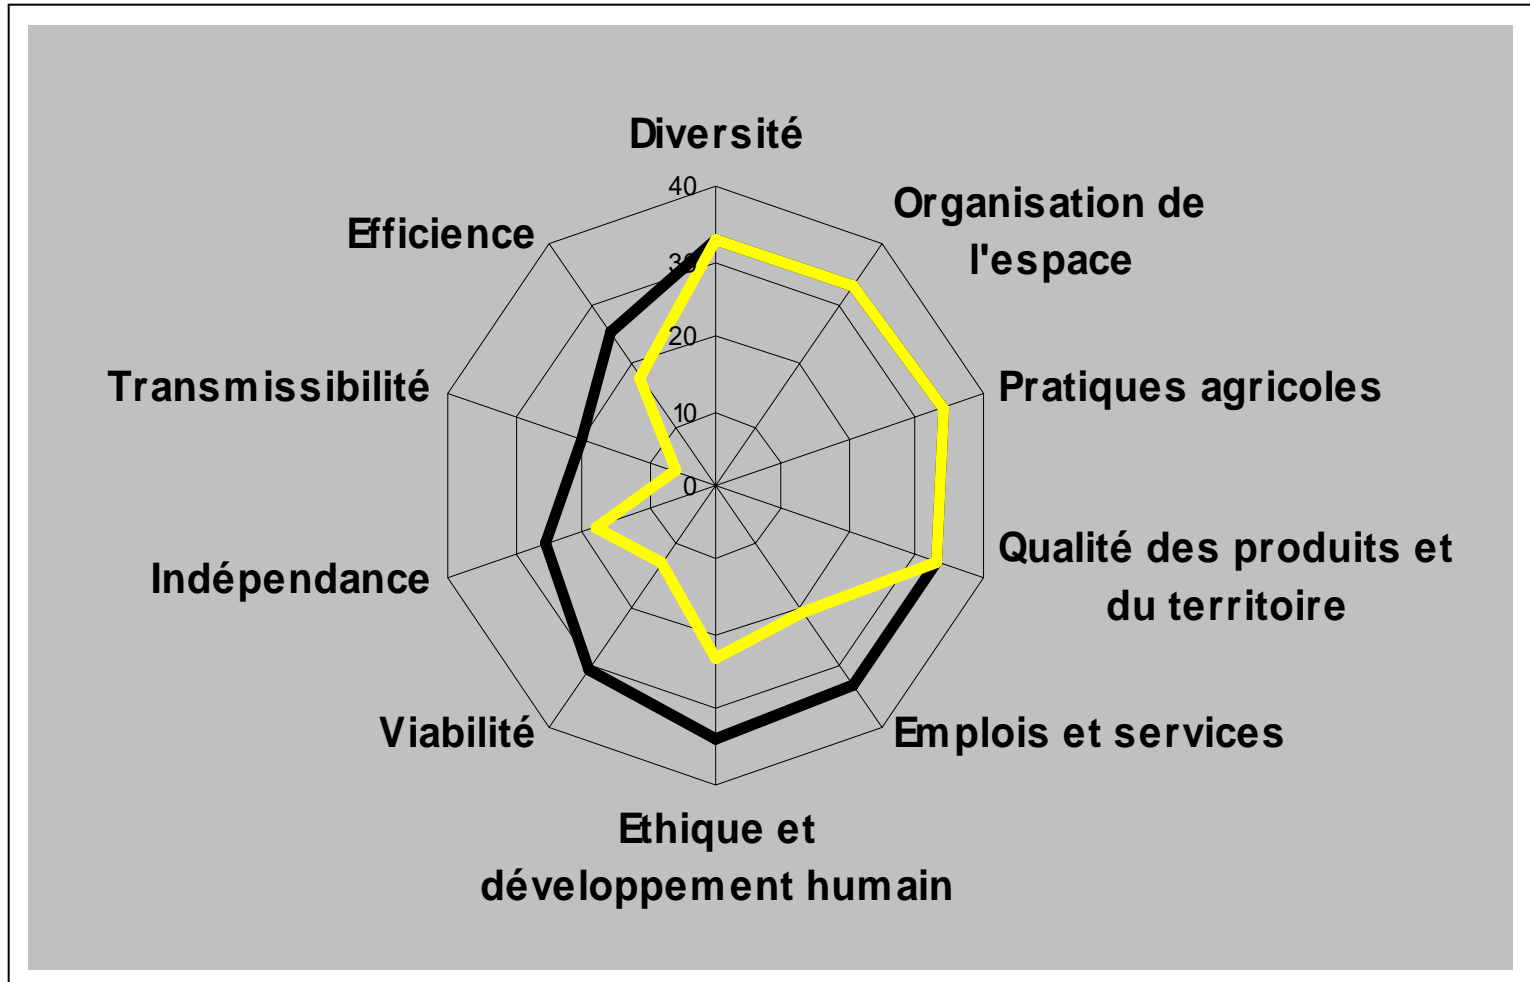 Diversité
40
Organisation de
l'espace
Efficience
30
20
Transmissibilité
Pratiques agricoles
10
0
Qualité des produits et
du territoire
Indépendance
Viabilité
Emplois et services
Ethique et
développement humain